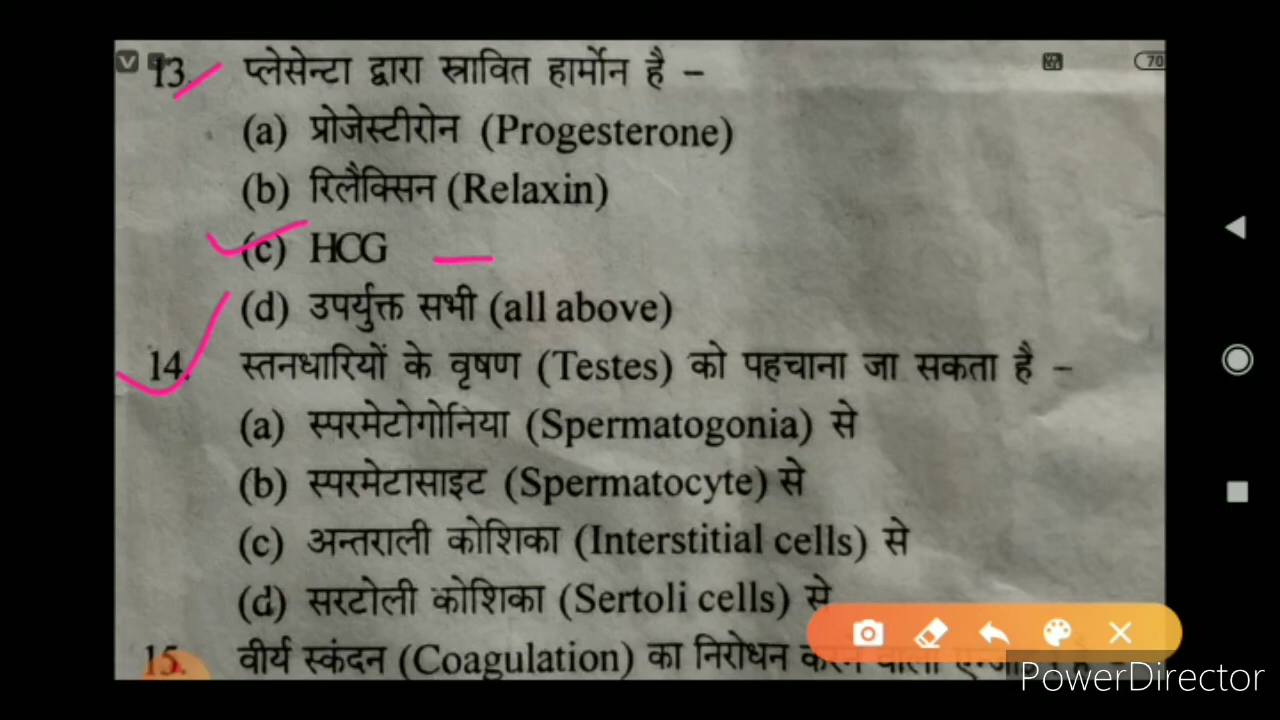 13. प्लेसेन्टा द्वारा स्रावित हार्मोन है –
(a) प्रोजेस्टीरोन (Progesterone)
(b) रिलैक्सिन (Relaxin)
(c) HCG
(d) उपर्युक्त सभी (all above)
14. स्तनधारियों के वृषण (Testes) को पहचाना जा सकता है –
(a) स्परमेटोगोनिया (Spermatogonia) से
(b) स्परमेटासाइट (Spermatocyte) से
(c) अन्तराली कोशिका (Interstitial cells) से
(d) सरटोली कोशिका (Sertoli cells) से
15. वीर्य स्कंदन (Coagulation) का निरोधन
70
PowerDirector